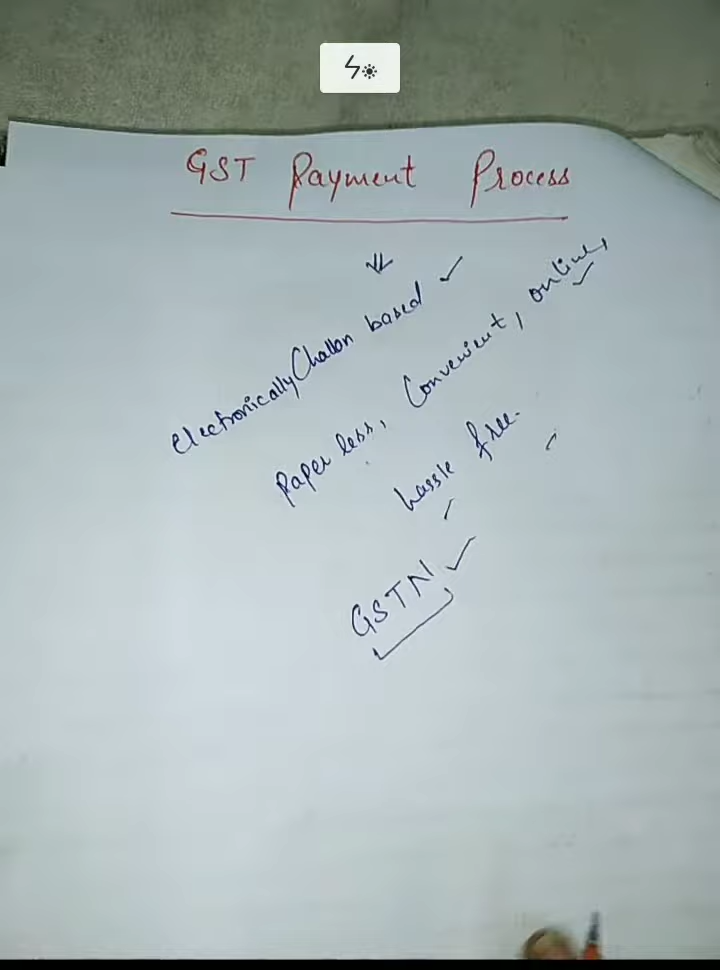 GST Payment Process
electronically Challan based
Paper less, Convenient, online,
hassle free.
GSTN